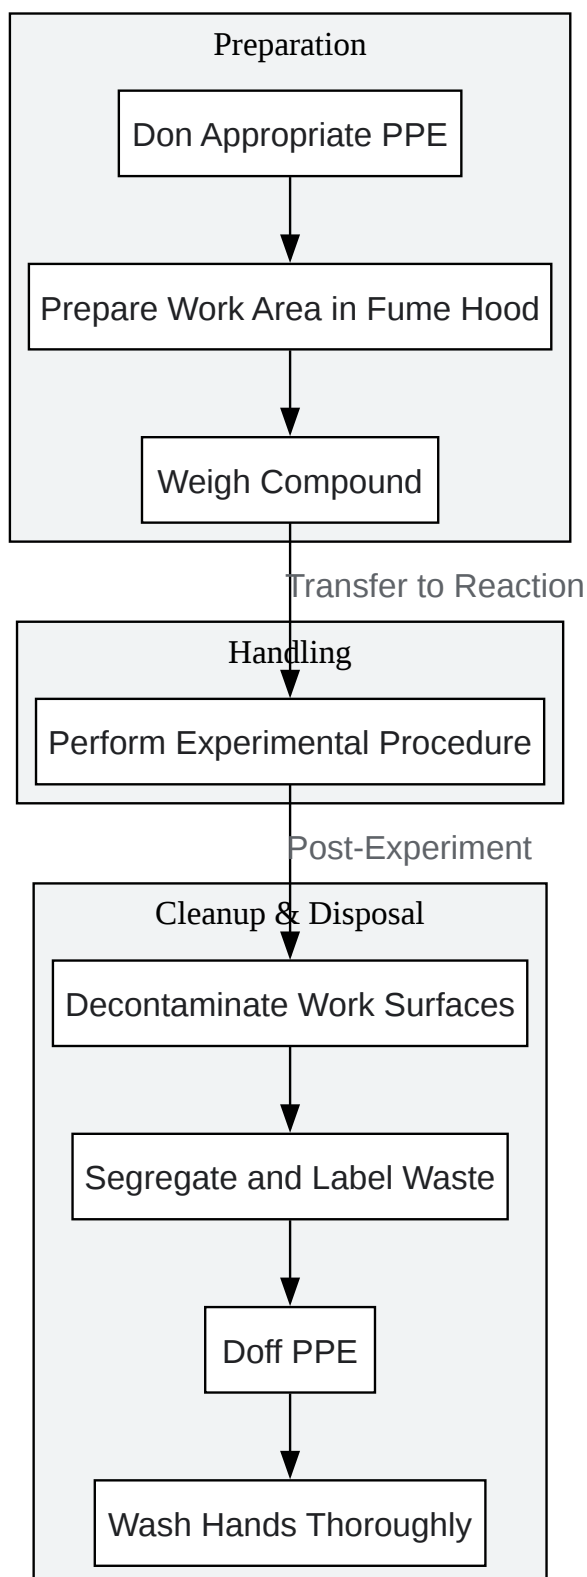 Preparation
Don Appropriate PPE
Prepare Work Area in Fume Hood
Weigh Compound
Transfer to Reaction
Handling
Perform Experimental Procedure
Post-Experiment
Cleanup & Disposal
Decontaminate Work Surfaces
Segregate and Label Waste
Doff PPE
Wash Hands Thoroughly